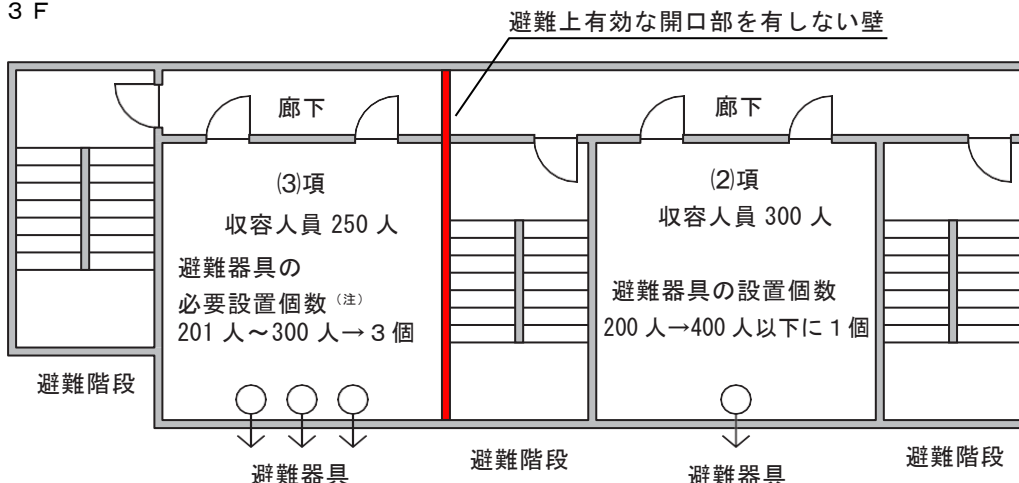 ３Ｆ
避難上有効な開口部を有しない壁
廊下
廊下
⑶項
収容人員 250 人
避難器具の
必要設置個数（注）
201 人～300 人→３個
⑵項
収容人員 300 人
避難器具の設置個数
200 人→400 人以下に１個
避難階段
避難器具
避難階段
避難器具
避難階段